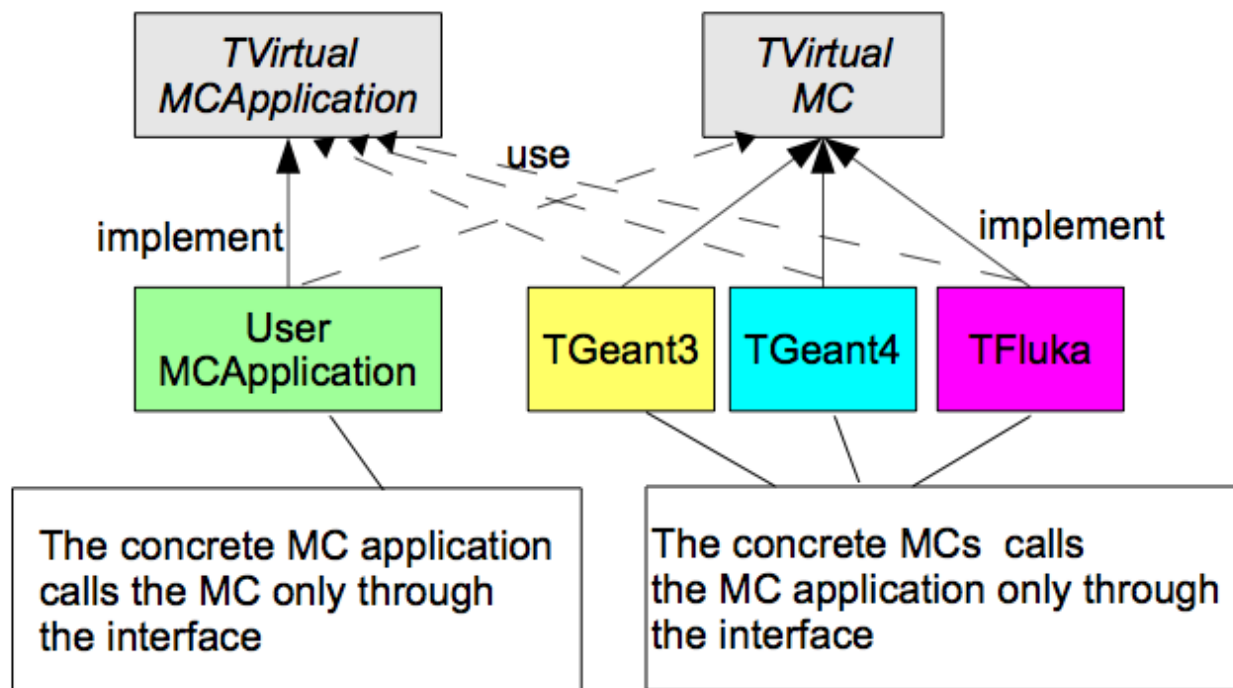 TVirtual
MCApplication
TVirtual
MC
use
implement
implement
User
MCApplication
TGeant3
TGeant4
TFluka
The concrete MC application
calls the MC only through
the interface
The concrete MCs calls
the MC application only through
the interface